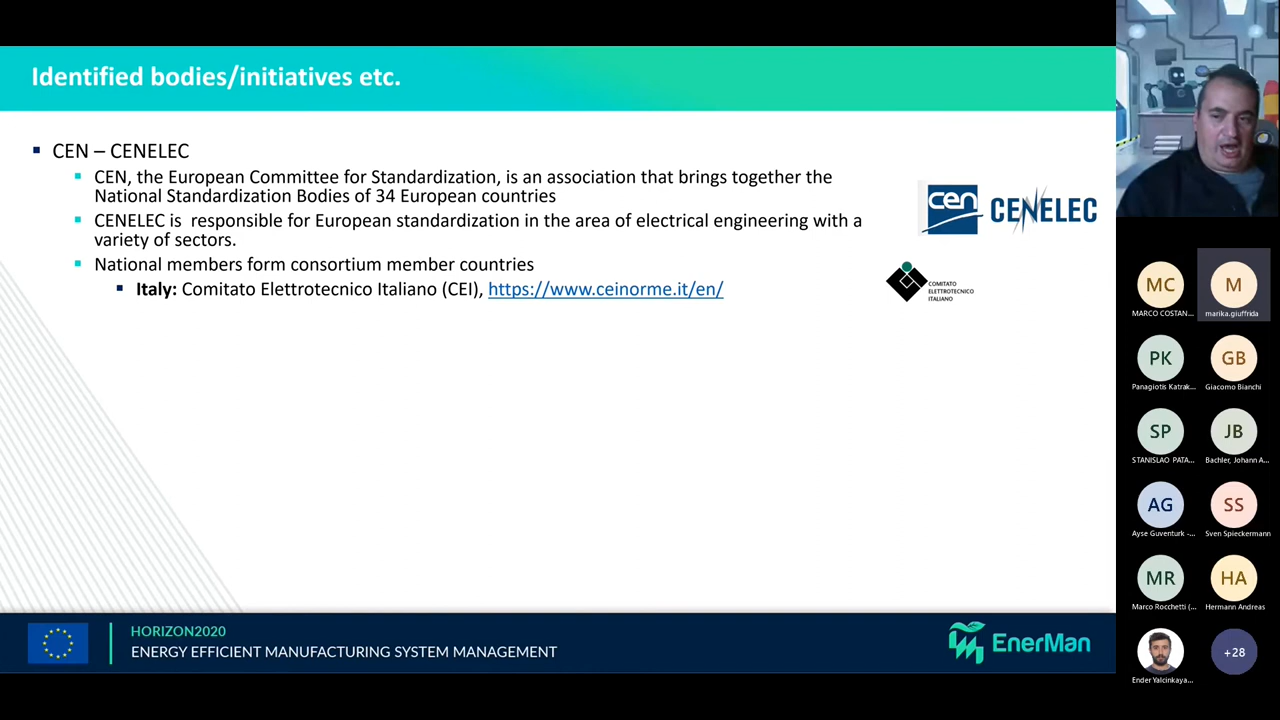 Identified bodies/initiatives etc.
CEN – CENELEC
CEN, the European Committee for Standardization, is an association that brings together the
National Standardization Bodies of 34 European countries
CENELEC is responsible for European standardization in the area of electrical engineering with a
variety of sectors.
National members form consortium member countries
Italy: Comitato Elettrotecnico Italiano (CEI), https://www.ceinorme.it/en/
cen CENELEC
COMITATO
ELETTROTECNICO
ITALIANO
HORIZON2020
ENERGY EFFICIENT MANUFACTURING SYSTEM MANAGEMENT
EnerMan
MC M
MARCO COSTAN... marika.giuffrida
PK GB
Panagiotis Katrak... Giacomo Bianchi
SP JB
STANISLAO PATA... Bachler, Johann A...
AG SS
Ayse Guventurk -... Sven Spieckermann
MR HA
Marco Rocchetti (... Hermann Andreas
+28
Ender Yalcinkaya...